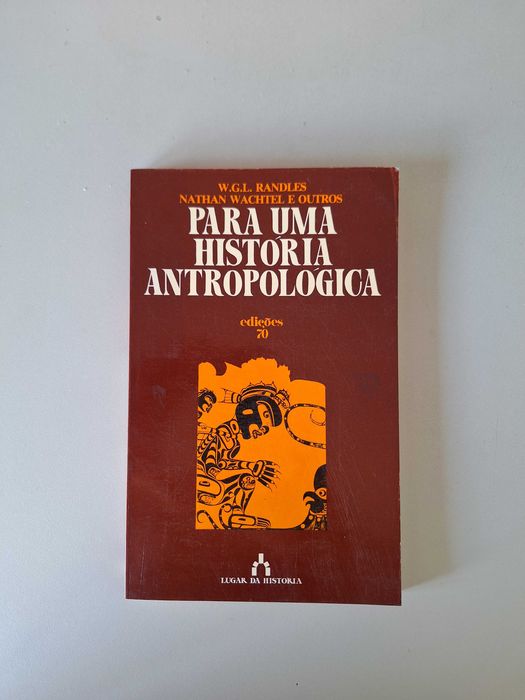 W.G.L. RANDLES
NATHAN WACHTEL E OUTROS
PARA UMA
HISTÓRIA
ANTROPOLÓGICA
edições
70
LUGAR DA HISTÓRIA